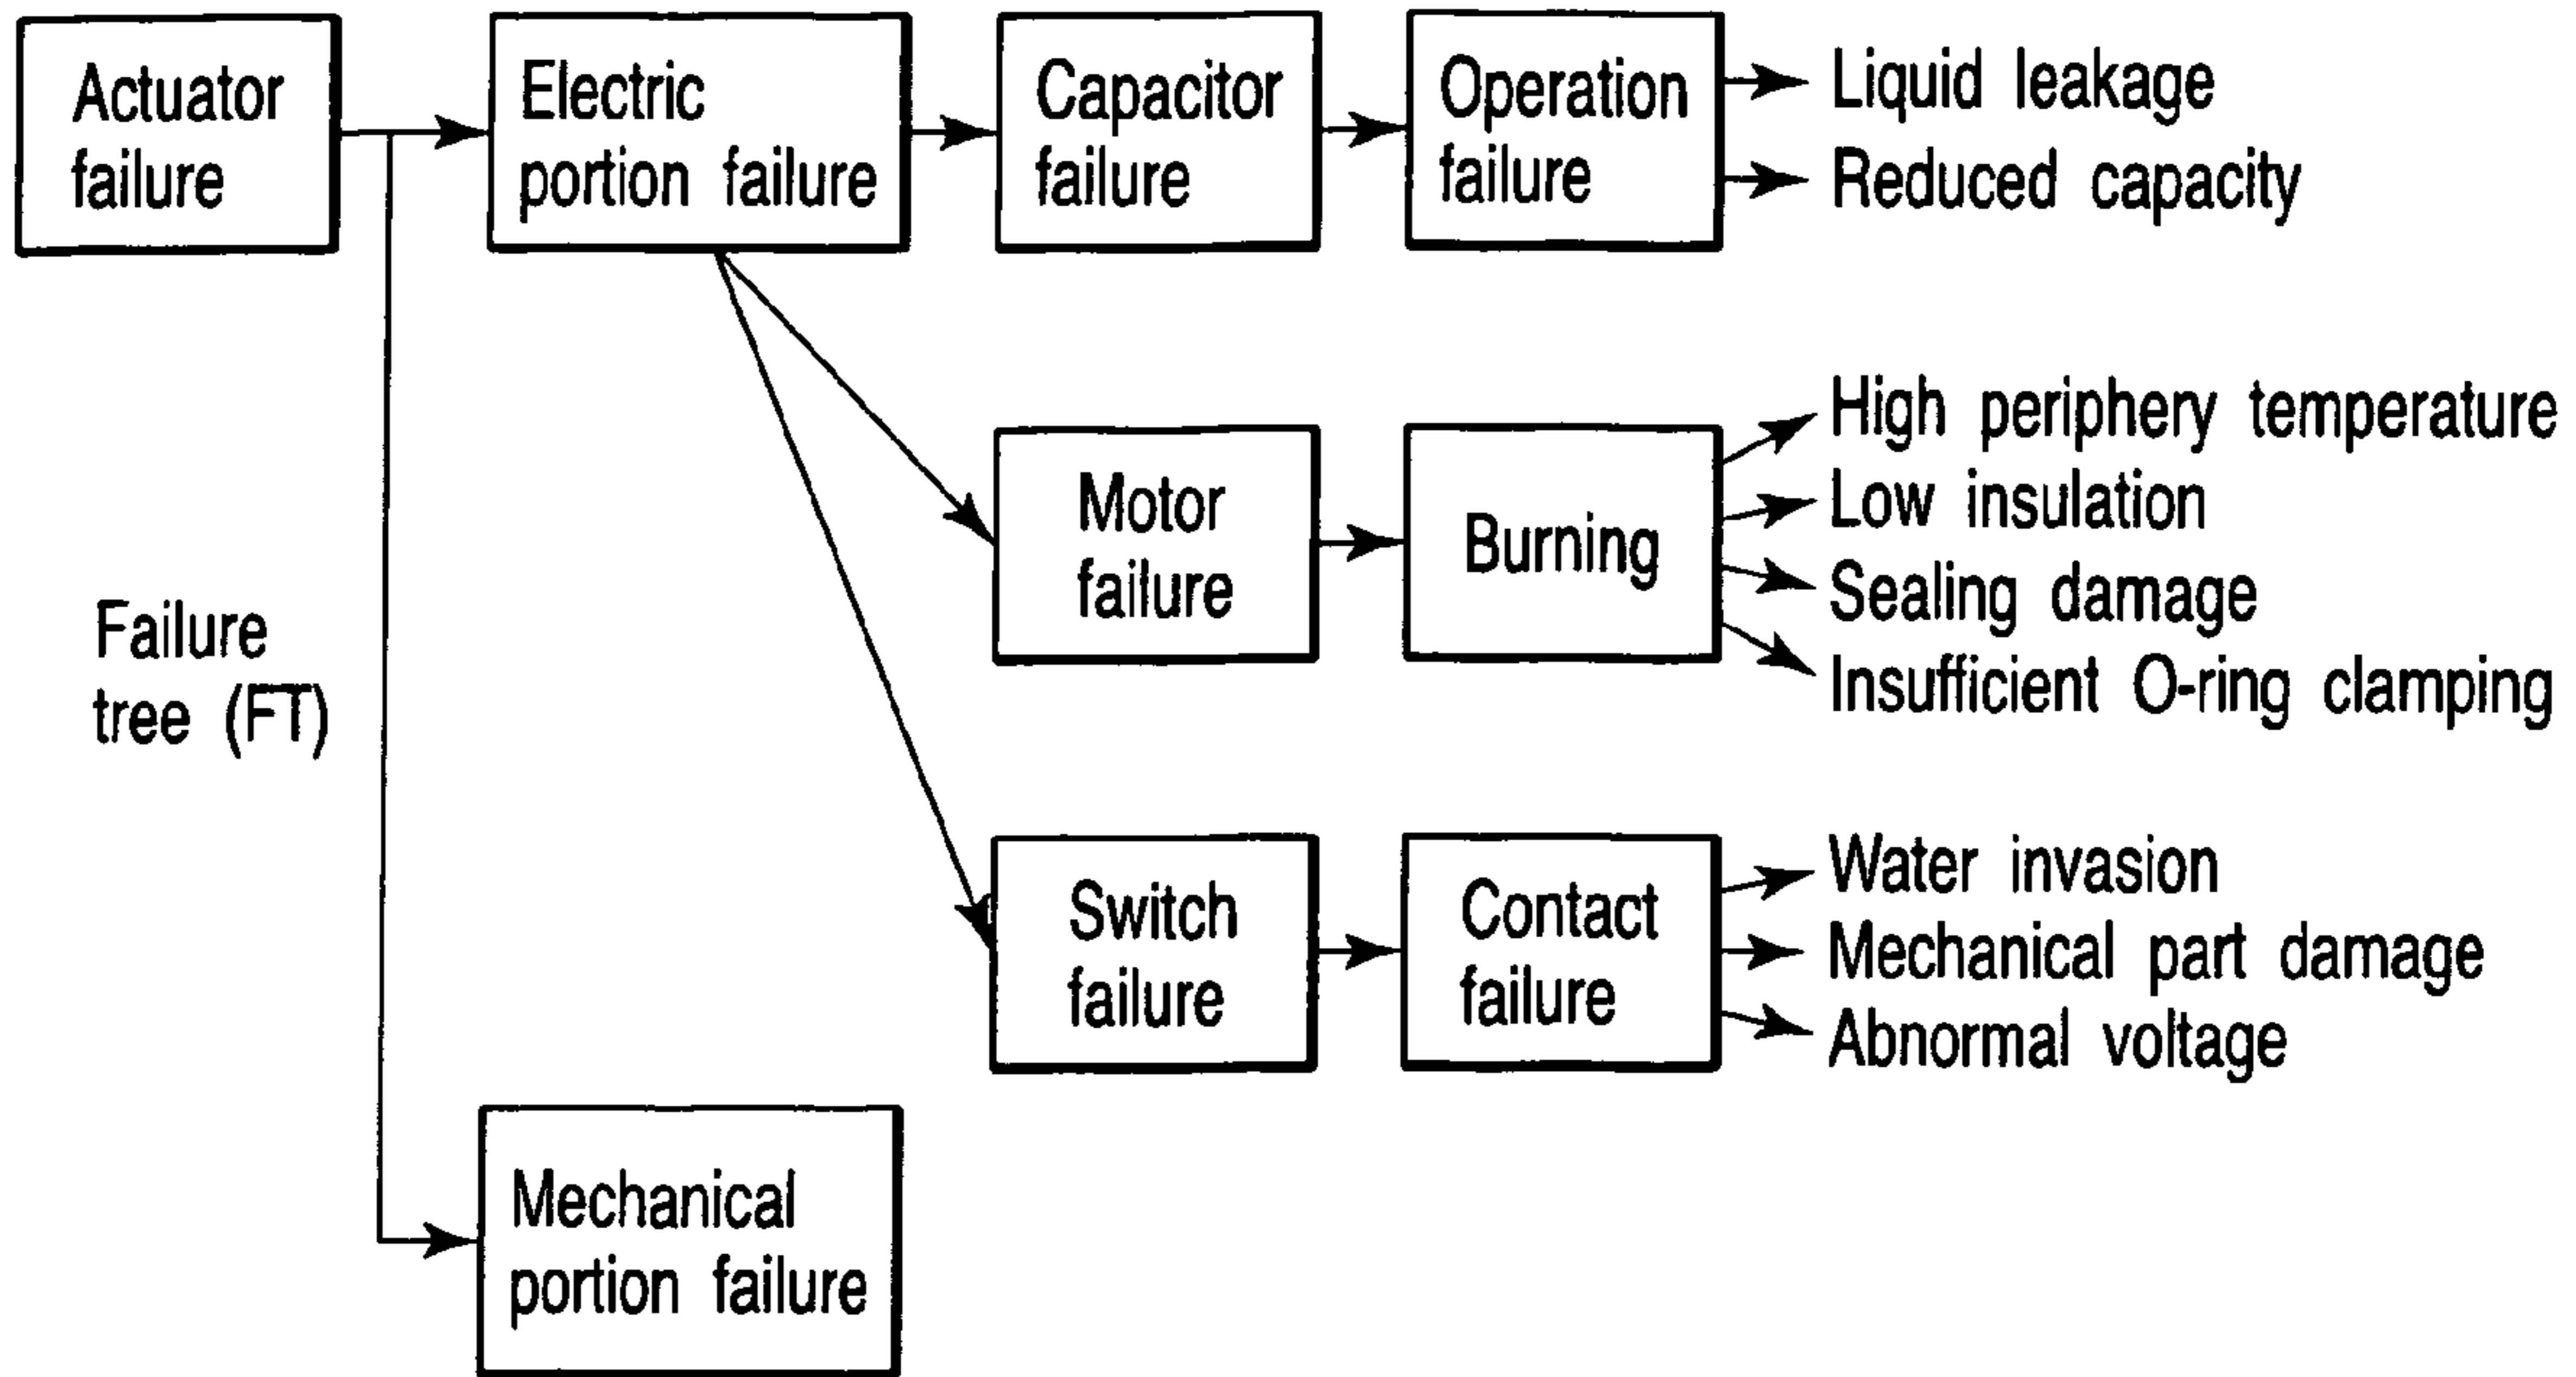 Actuator
failure
Electric
portion failure
Capacitor
failure
Operation
failure
Liquid leakage
Reduced capacity
Motor
failure
Burning
High periphery temperature
Low insulation
Sealing damage
Insufficient O-ring clamping
Failure
tree (FT)
Switch
failure
Contact
failure
Water invasion
Mechanical part damage
Abnormal voltage
Mechanical
portion failure